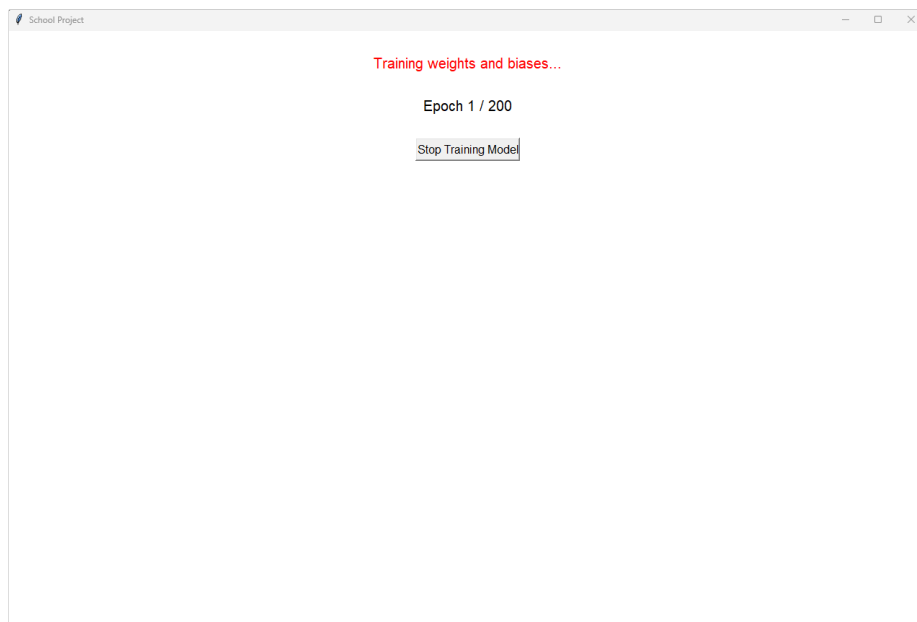 School Project
Training weights and biases...
Epoch 1 / 200
Stop Training Model